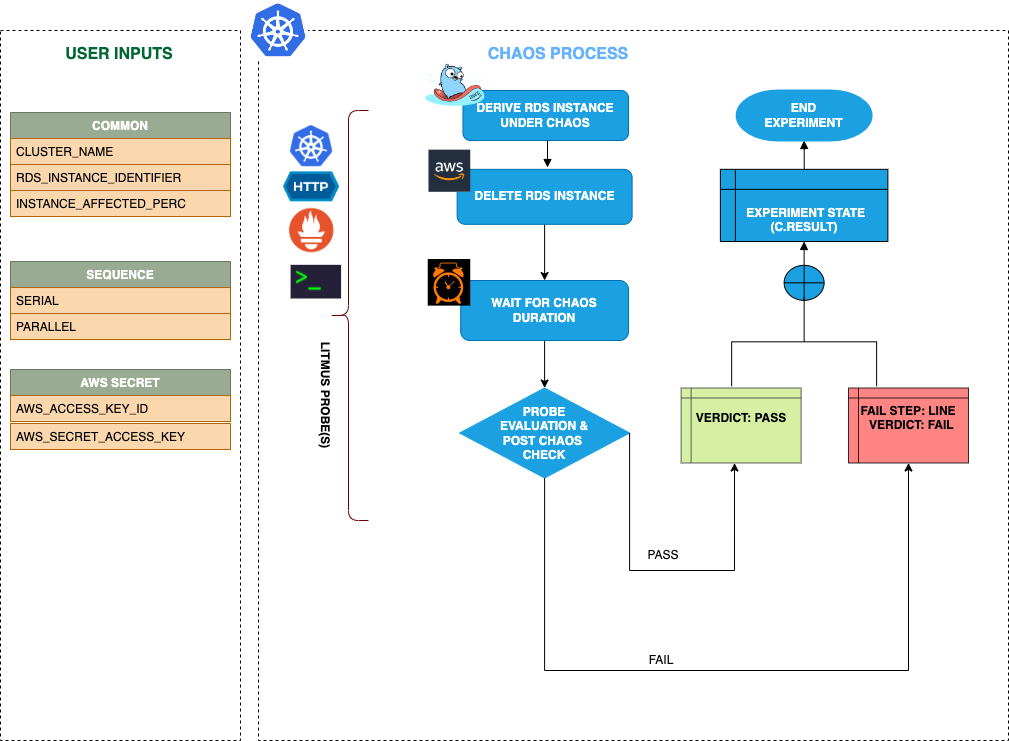 USER INPUTS
COMMON
CLUSTER_NAME
RDS_INSTANCE_IDENTIFIER
INSTANCE_AFFECTED_PERC
SEQUENCE
SERIAL
PARALLEL
AWS SECRET
AWS_ACCESS_KEY_ID
AWS_SECRET_ACCESS_KEY
CHAOS PROCESS
HTTP
>_
LITMUS PROBE(S)
DERIVE RDS INSTANCE
UNDER CHAOS
aws
DELETE RDS INSTANCE
WAIT FOR CHAOS
DURATION
PROBE
EVALUATION &
POST CHAOS
CHECK
PASS
FAIL
VERDICT: PASS
FAIL STEP: LINE
VERDICT: FAIL
EXPERIMENT STATE
(C.RESULT)
END
EXPERIMENT